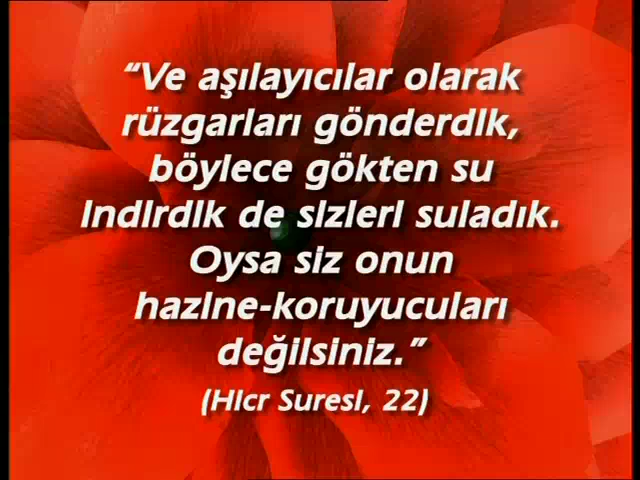 “Ve aşılayıcılar olarak
rüzgarları gönderdik,
böylece gökten su
indirdik de sizleri suladık.
Oysa siz onun
hazine-koruyucuları
değilsiniz.”
(Hicr Suresi, 22)